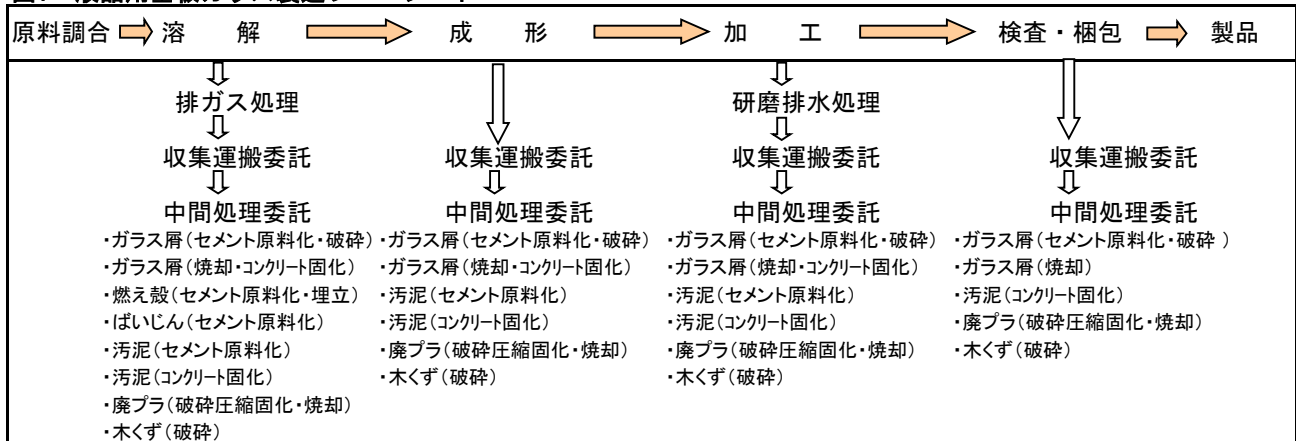 原料調合 溶 解 成 形 加 工 検査・梱包 製品
排ガス処理 研磨排水処理
収集運搬委託 収集運搬委託 収集運搬委託 収集運搬委託
中間処理委託 中間処理委託 中間処理委託 中間処理委託
・ガラス屑(セメント原料化・破砕) ・ガラス屑(セメント原料化・破砕) ・ガラス屑(セメント原料化・破砕) ・ガラス屑(セメント原料化・破砕 )
・ガラス屑(焼却・コンクリート固化) ・ガラス屑(焼却・コンクリート固化) ・ガラス屑(焼却・コンクリート固化) ・ガラス屑(焼却)
・燃え殻(セメント原料化・埋立) ・汚泥(セメント原料化) ・汚泥(セメント原料化) ・汚泥(コンクリート固化)
・ばいじん(セメント原料化) ・汚泥(コンクリート固化) ・汚泥(コンクリート固化) ・廃プラ(破砕圧縮固化・焼却)
・汚泥(セメント原料化) ・廃プラ(破砕圧縮固化・焼却) ・廃プラ(破砕圧縮固化・焼却) ・木くず(破砕)
・汚泥(コンクリート固化) ・木くず(破砕) ・木くず(破砕)
・廃プラ(破砕圧縮固化・焼却)
・木くず(破砕)